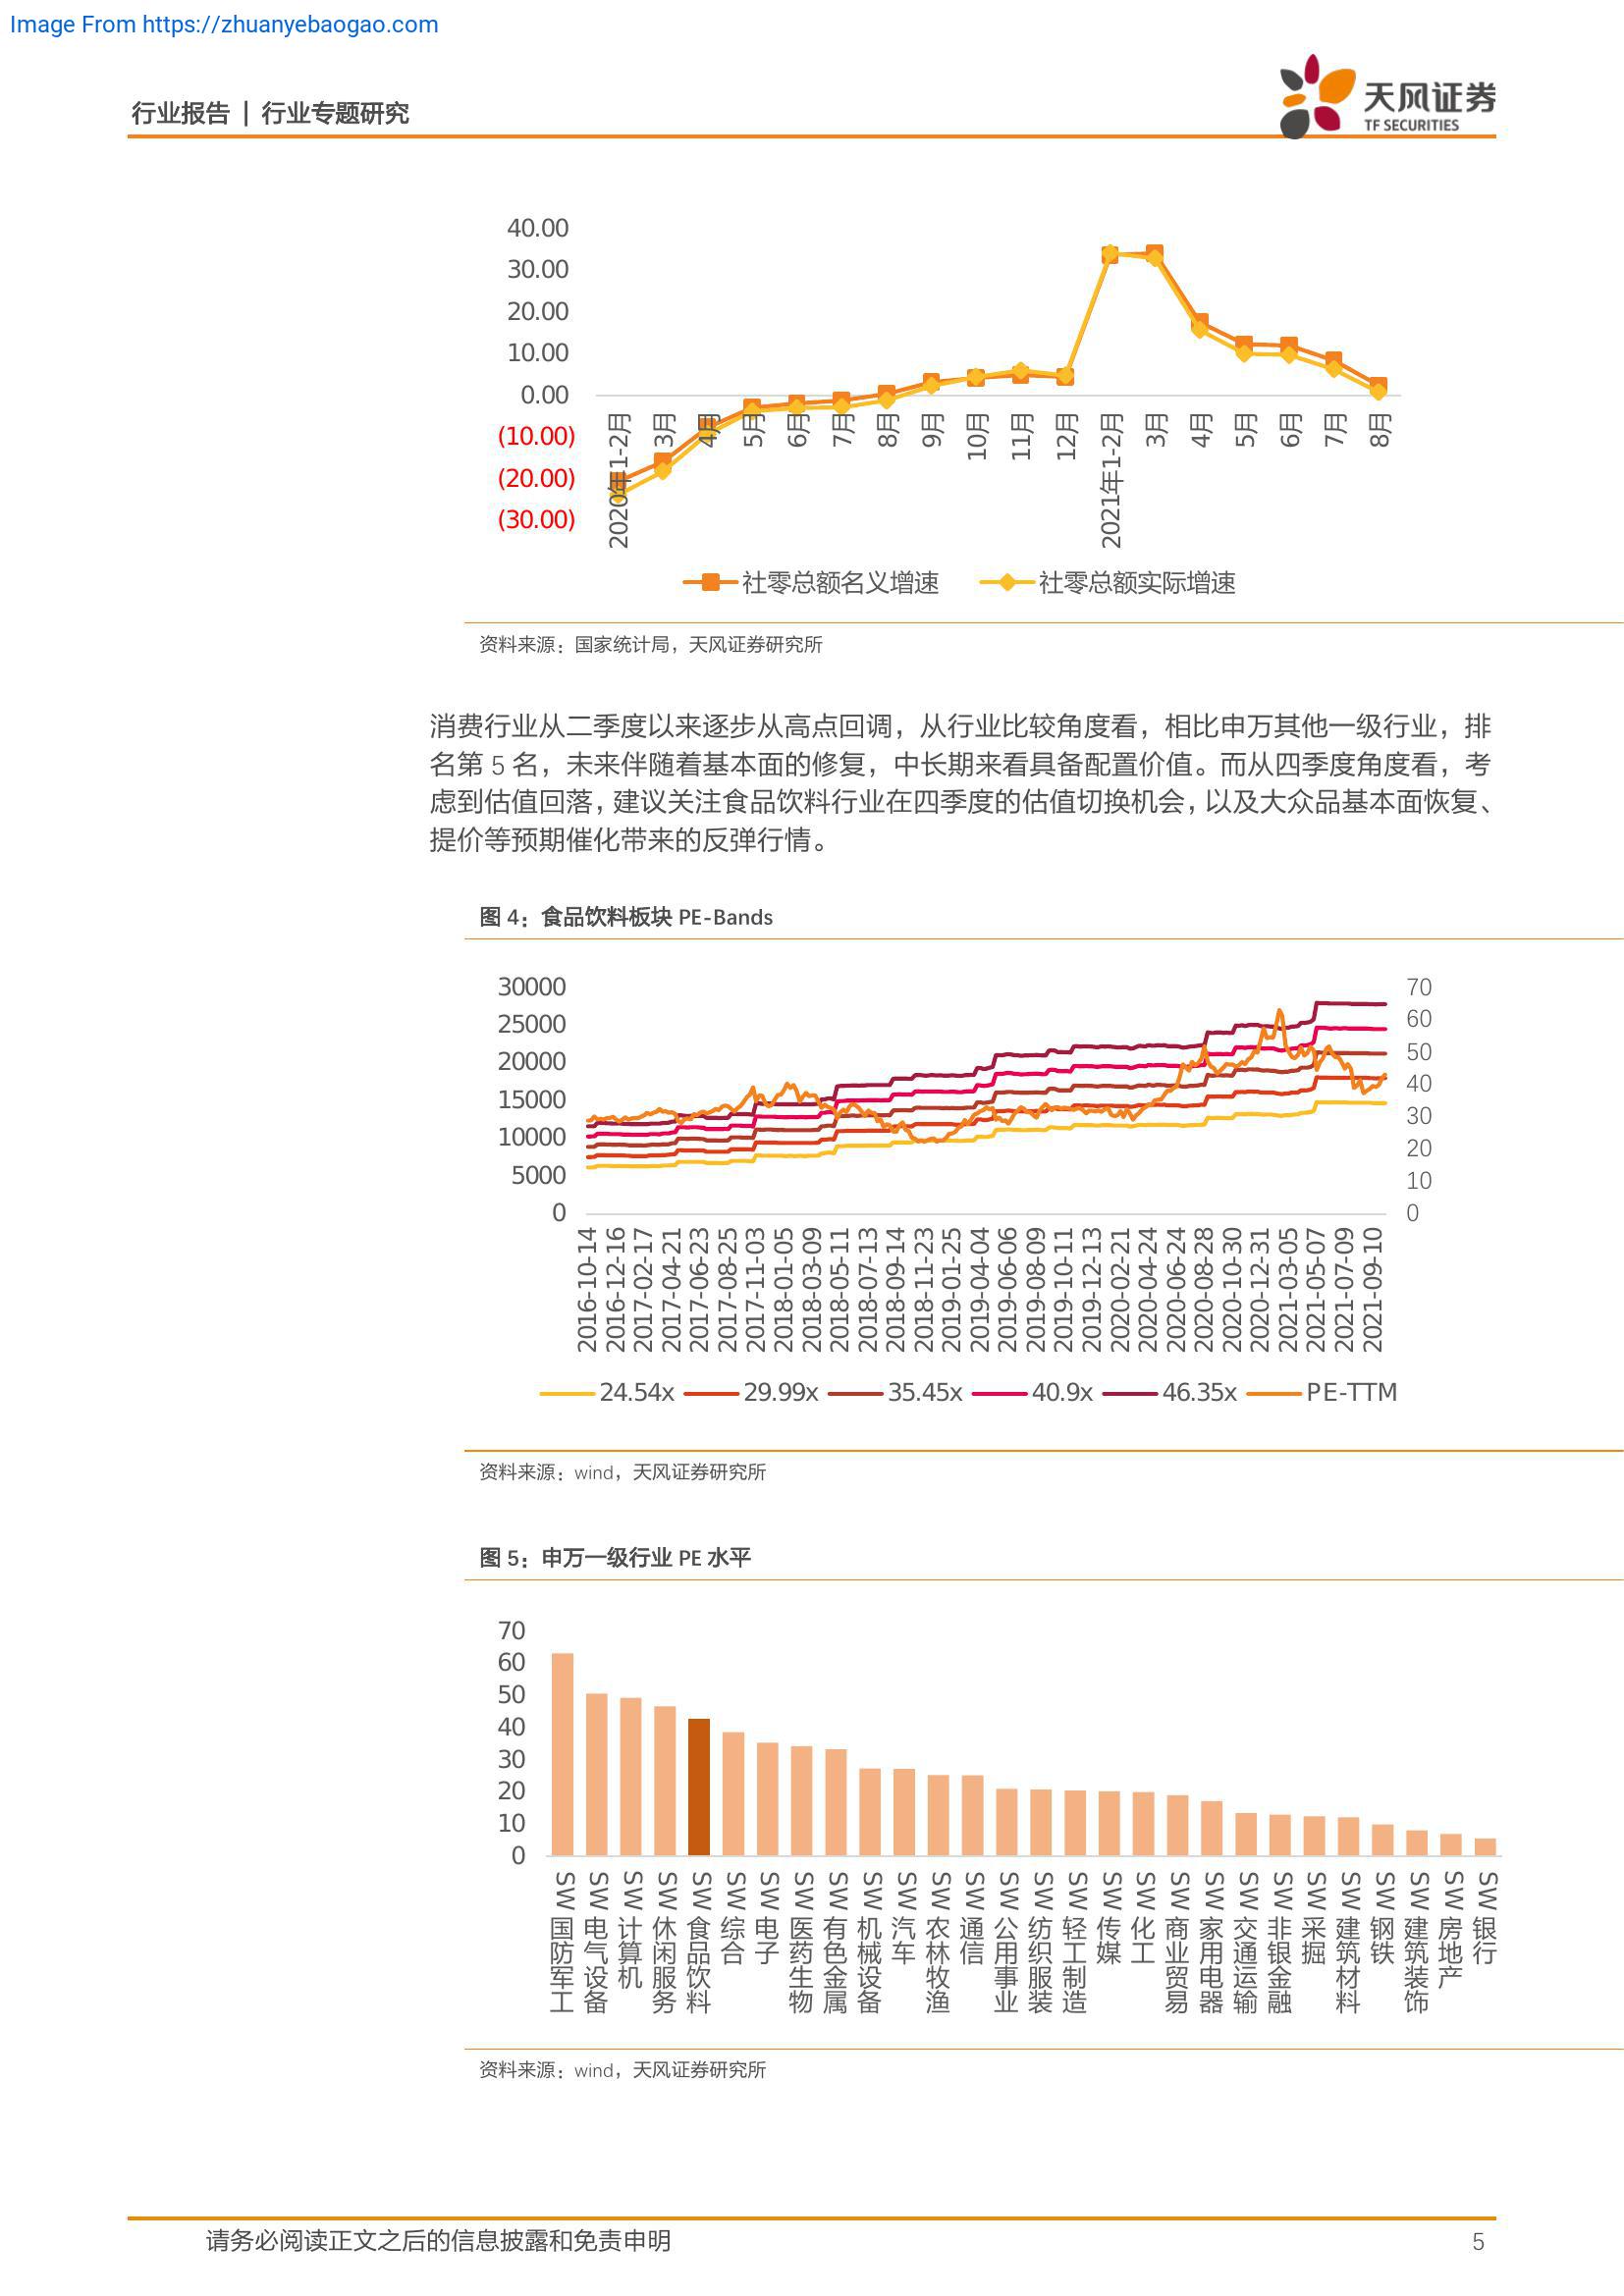 Image From https://zhuanyebaogao.com
行业报告 | 行业专题研究
天风证券
TF SECURITIES
40.00
30.00
20.00
10.00
0.00
(10.00)
(20.00)
(30.00)
2020年1-2月
3月
4月
5月
6月
7月
8月
9月
10月
11月
12月
2021年1-2月
3月
4月
5月
6月
7月
8月
社零总额名义增速 社零总额实际增速
资料来源：国家统计局，天风证券研究所
消费行业从二季度以来逐步从高点回调，从行业比较角度看，相比申万其他一级行业，排
名第 5 名，未来伴随着基本面的修复，中长期来看具备配置价值。而从四季度角度看，考
虑到估值回落，建议关注食品饮料行业在四季度的估值切换机会，以及大众品基本面恢复、
提价等预期催化带来的反弹行情。
图 4：食品饮料板块 PE-Bands
30000
25000
20000
15000
10000
5000
0
70
60
50
40
30
20
10
0
2016-10-14
2016-12-16
2017-02-17
2017-04-21
2017-06-23
2017-08-25
2017-11-03
2018-01-05
2018-03-09
2018-05-11
2018-07-13
2018-09-14
2018-11-23
2019-01-25
2019-04-04
2019-06-06
2019-08-09
2019-10-11
2019-12-13
2020-02-21
2020-04-24
2020-06-24
2020-08-28
2020-10-30
2020-12-31
2021-03-05
2021-05-07
2021-07-09
2021-09-10
24.54x 29.99x 35.45x 40.9x 46.35x PE-TTM
资料来源：wind，天风证券研究所
图 5：申万一级行业 PE 水平
70
60
50
40
30
20
10
0
SW国防军工
SW电气设备
SW计算机
SW休闲服务
SW食品饮料
SW综合
SW电子
SW医药生物
SW有色金属
SW机械设备
SW汽车
SW农林牧渔
SW通信
SW公用事业
SW纺织服装
SW轻工制造
SW传媒
SW化工
SW商业贸易
SW家用电器
SW交通运输
SW非银金融
SW采掘
SW建筑材料
SW钢铁
SW建筑装饰
SW房地产
SW银行
资料来源：wind，天风证券研究所
请务必阅读正文之后的信息披露和免责申明
5